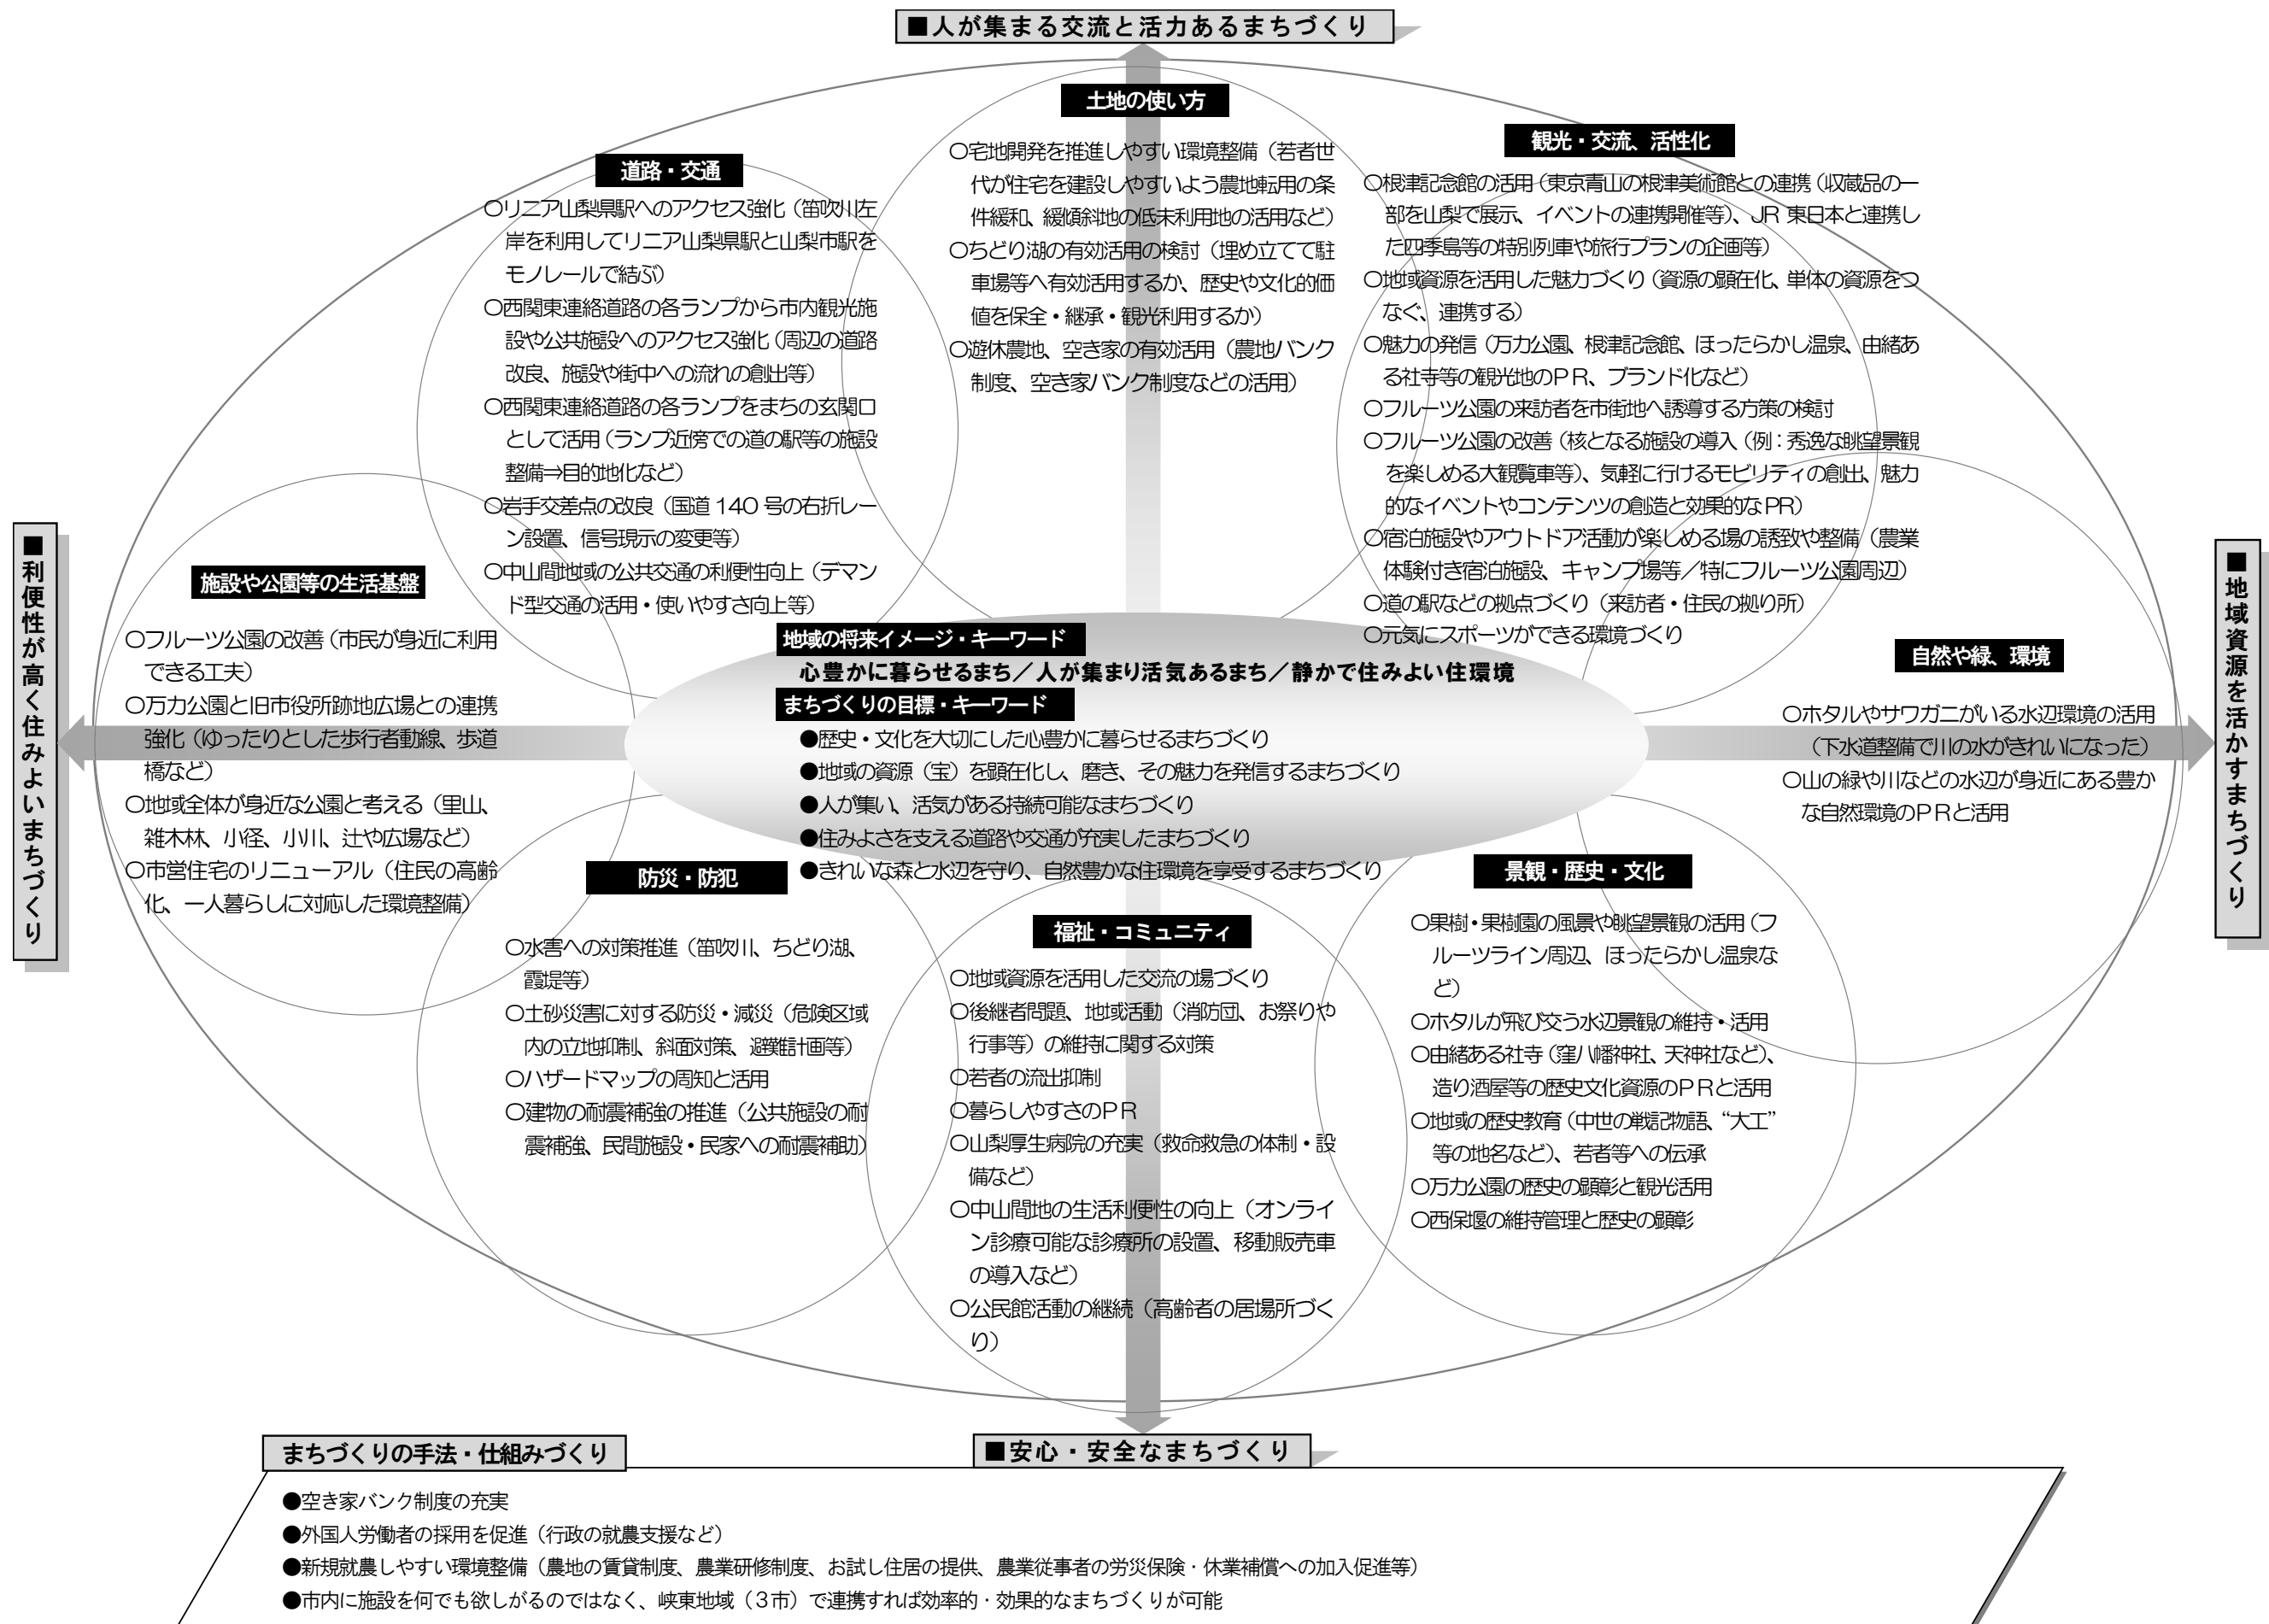 ■人が集まる交流と活力あるまちづくり
土地の使い方
○宅地開発を推進しやすい環境整備（若者世
代が住宅を建設しやすいよう農地転用の条
件緩和、緩傾斜地の低未利用地の活用など）
○ちどり湖の有効活用の検討（埋め立てて駐
車場等へ有効活用するか、歴史や文化的価
値を保全・継承・観光利用するか）
○遊休農地、空き家の有効活用（農地バンク
制度、空き家バンク制度などの活用）
観光・交流、活性化
○根津記念館の活用（東京青山の根津美術館との連携（収蔵品の一
部を山梨で展示、イベントの連携開催等）、JR 東日本と連携し
た四季島等の特別列車や旅行プランの企画等）
○地域資源を活用した魅力づくり（資源の顕在化、単体の資源をつ
なぐ、連携する）
○魅力の発信（万力公園、根津記念館、ほったらかし温泉、由緒あ
る社寺等の観光地のＰＲ、ブランド化など）
○フルーツ公園の来訪者を市街地へ誘導する方策の検討
○フルーツ公園の改善（核となる施設の導入（例：秀逸な眺望景観
を楽しめる大観覧車等）、気軽に行けるモビリティの創出、魅力
的なイベントやコンテンツの創造と効果的な PR）
○宿泊施設やアウトドア活動が楽しめる場の誘致や整備（農業
体験付き宿泊施設、キャンプ場等／特にフルーツ公園周辺）
○道の駅などの拠点づくり（来訪者・住民の拠り所）
○元気にスポーツができる環境づくり
道路・交通
○リニア山梨県駅へのアクセス強化（笛吹川左
岸を利用してリニア山梨県駅と山梨市駅を
モノレールで結ぶ）
○西関東連絡道路の各ランプから市内観光施
設や公共施設へのアクセス強化（周辺の道路
改良、施設や街中への流れの創出等）
○西関東連絡道路の各ランプをまちの玄関口
として活用（ランプ近傍での道の駅等の施設
整備⇒目的地化など）
○岩手交差点の改良（国道 140 号の右折レー
ン設置、信号現示の変更等）
○中山間地域の公共交通の利便性向上（デマン
ド型交通の活用・使いやすさ向上等）
■利便性が高く住みよいまちづくり
施設や公園等の生活基盤
○フルーツ公園の改善（市民が身近に利用
できる工夫）
○万力公園と旧市役所跡地広場との連携
強化（ゆったりとした歩行者動線、歩道
橋など）
○地域全体が身近な公園と考える（里山、
雑木林、小径、小川、辻や広場など）
○市営住宅のリニューアル（住民の高齢
化、一人暮らしに対応した環境整備）
地域の将来イメージ・キーワード
心豊かに暮らせるまち／人が集まり活気あるまち／静かで住みよい住環境
まちづくりの目標・キーワード
●歴史・文化を大切にした心豊かに暮らせるまちづくり
●地域の資源（宝）を顕在化し、磨き、その魅力を発信するまちづくり
●人が集い、活気がある持続可能なまちづくり
●住みよさを支える道路や交通が充実したまちづくり
●きれいな森と水辺を守り、自然豊かな住環境を享受するまちづくり
自然や緑、環境
○ホタルやサワガニがいる水辺環境の活用
（下水道整備で川の水がきれいになった）
○山の緑や川などの水辺が身近にある豊か
な自然環境のＰＲと活用
■地域資源を活かすまちづくり
防災・防犯
○水害への対策推進（笛吹川、ちどり湖、
霞堤等）
○土砂災害に対する防災・減災（危険区域
内の立地抑制、斜面対策、避難計画等）
○ハザードマップの周知と活用
○建物の耐震補強の推進（公共施設の耐
震補強、民間施設・民家への耐震補助）
福祉・コミュニティ
○地域資源を活用した交流の場づくり
○後継者問題、地域活動（消防団、お祭りや
行事等）の維持に関する対策
○若者の流出抑制
○暮らしやすさのＰＲ
○山梨厚生病院の充実（救命救急の体制・設
備など）
○中山間地の生活利便性の向上（オンライ
ン診療可能な診療所の設置、移動販売車
の導入など）
○公民館活動の継続（高齢者の居場所づく
り）
景観・歴史・文化
○果樹・果樹園の風景や眺望景観の活用（フ
ルーツライン周辺、ほったらかし温泉な
ど）
○ホタルが飛び交う水辺景観の維持・活用
○由緒ある社寺（窪八幡神社、天神社など）、
造り酒屋等の歴史文化資源のＰＲと活用
○地域の歴史教育（中世の戦記物語、“大工”
等の地名など）、若者等への伝承
○万力公園の歴史の顕彰と観光活用
○西保堰の維持管理と歴史の顕彰
■安心・安全なまちづくり
まちづくりの手法・仕組みづくり
●空き家バンク制度の充実
●外国人労働者の採用を促進（行政の就農支援など）
●新規就農しやすい環境整備（農地の賃貸制度、農業研修制度、お試し住居の提供、農業従事者の労災保険・休業補償への加入促進等）
●市内に施設を何でも欲しがるのではなく、峡東地域（３市）で連携すれば効率的・効果的なまちづくりが可能